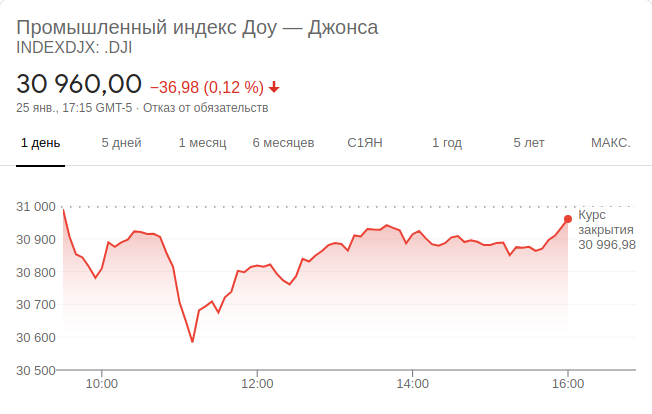 Промышленный индекс Доу — Джонса
INDEXDJX: .DJI
30 960,00 −36,98 (0,12 %)
25 янв., 17:15 GMT-5 · Отказ от обязательств
1 день 5 дней 1 месяц 6 месяцев С1ЯН 1 год 5 лет МАКС.
31 000
30 900
30 800
30 700
30 600
30 500
Курс
закрытия
30 996,98
10:00 12:00 14:00 16:00